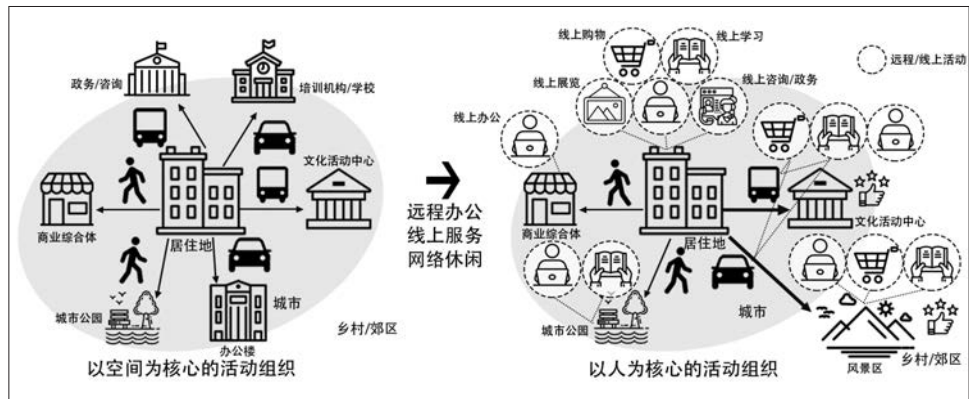 政务/咨询
培训机构/学校
文化活动中心
商业综合体
居住地
城市公园
办公楼
城市
乡村/郊区
以空间为核心的活动组织
远程办公
线上服务
网络休闲
线上购物
线上学习
远程/线上活动
线上展览
线上咨询/政务
线上办公
商业综合体
居住地
文化活动中心
城市公园
城市
风景区
乡村/郊区
以人为核心的活动组织